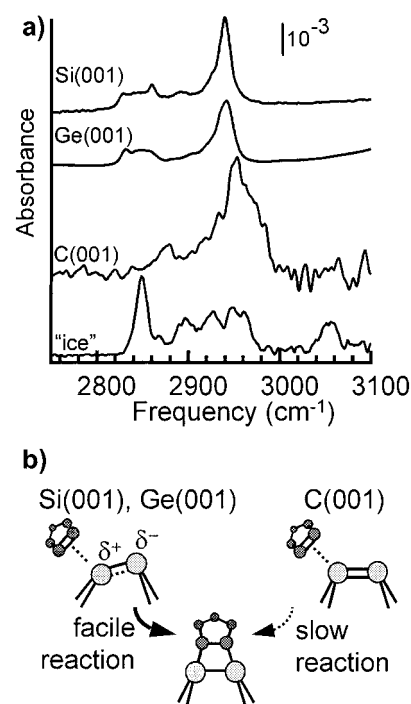 a)
10⁻³
Si(001)
Ge(001)
C(001)
"ice"
Absorbance
2800 2900 3000 3100
Frequency (cm⁻¹)
b)
Si(001), Ge(001) C(001)
δ⁺ δ⁻
facile reaction
slow reaction